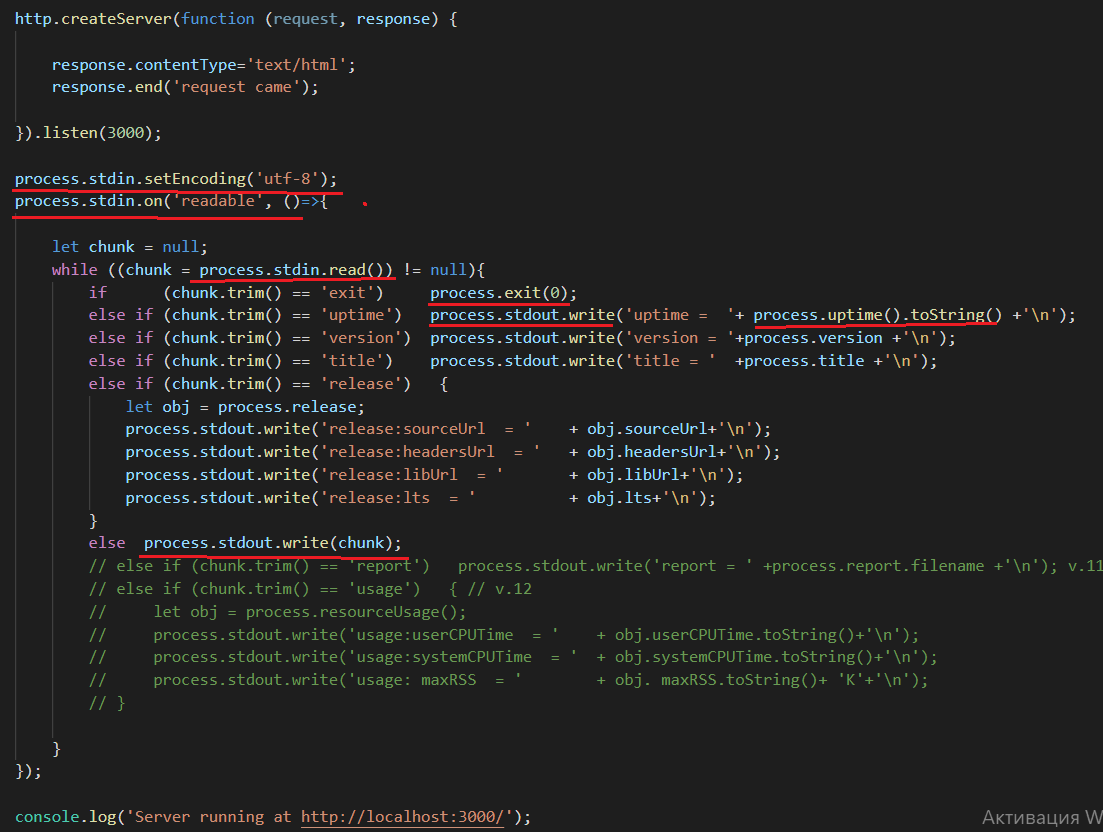 http.createServer(function (request, response) {
response.contentType='text/html';
response.end('request came');
}).listen(3000);
process.stdin.setEncoding('utf-8');
process.stdin.on('readable', ()=>{
let chunk = null;
while ((chunk = process.stdin.read()) != null){
if      (chunk.trim() == 'exit')     process.exit(0);
else if (chunk.trim() == 'uptime')   process.stdout.write('uptime =  '+ process.uptime().toString() +'\n');
else if (chunk.trim() == 'version')  process.stdout.write('version = '+process.version +'\n');
else if (chunk.trim() == 'title')    process.stdout.write('title = '  +process.title +'\n');
else if (chunk.trim() == 'release')   {
let obj = process.release;
process.stdout.write('release:sourceUrl  = '    + obj.sourceUrl+'\n');
process.stdout.write('release:headersUrl  = '   + obj.headersUrl+'\n');
process.stdout.write('release:libUrl  = '       + obj.libUrl+'\n');
process.stdout.write('release:lts  = '          + obj.lts+'\n');
}
else  process.stdout.write(chunk);
// else if (chunk.trim() == 'report')   process.stdout.write('report = ' +process.report.filename +'\n'); v.11
// else if (chunk.trim() == 'usage')   { // v.12
//     let obj = process.resourceUsage();
//     process.stdout.write('usage:userCPUTime  = '    + obj.userCPUTime.toString()+'\n');
//     process.stdout.write('usage:systemCPUTime  = '  + obj.systemCPUTime.toString()+'\n');
//     process.stdout.write('usage: maxRSS  = '        + obj. maxRSS.toString()+ 'K'+'\n');
// }
}
});
console.log('Server running at http://localhost:3000/');
Активация W